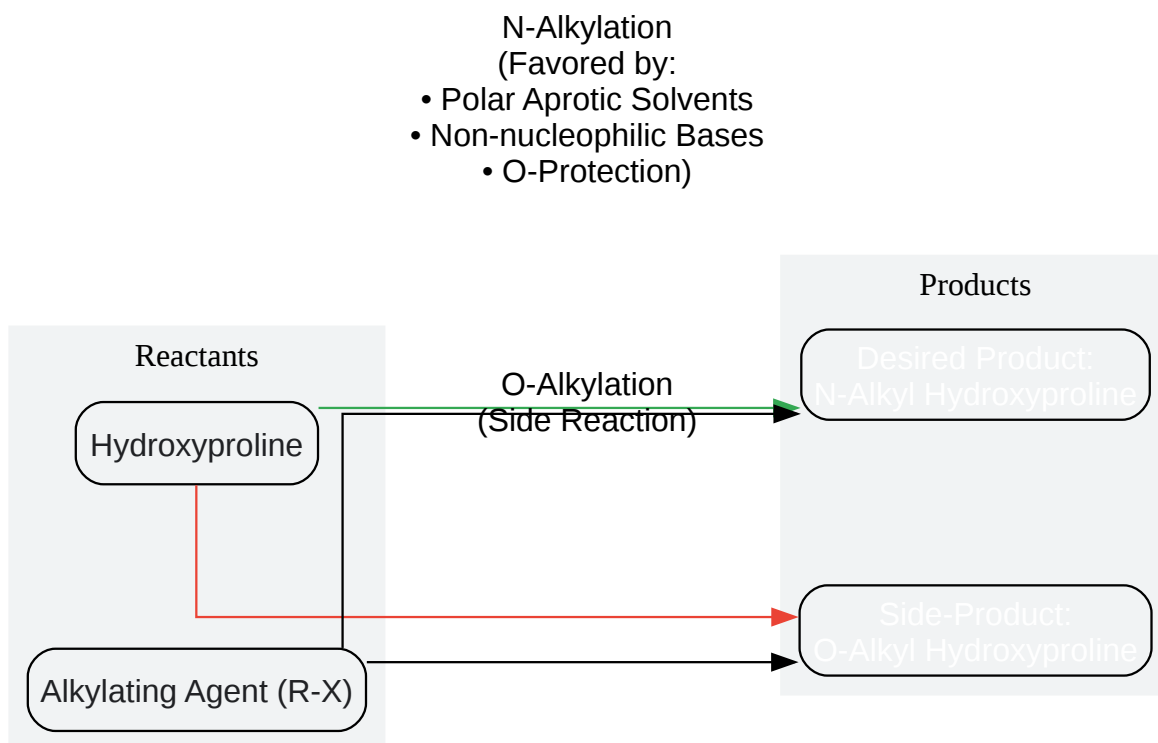 N-Alkylation
(Favored by:
• Polar Aprotic Solvents
• Non-nucleophilic Bases
• O-Protection)
Products
Reactants
Desired Product:
N-Alkyl Hydroxyproline
O-Alkylation
(Side Reaction)
Hydroxyproline
Side-Product:
O-Alkyl Hydroxyproline
Alkylating Agent (R-X)